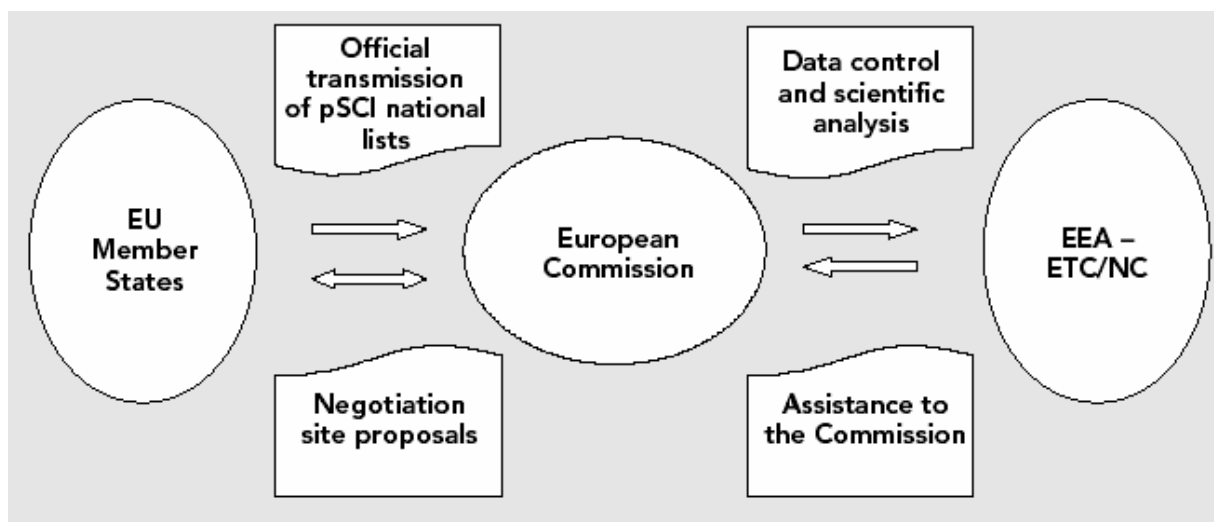 Official
transmission
of pSCI national
lists
Data control
and scientific
analysis
EU
Member
States
European
Commission
EEA –
ETC/NC
Negotiation
site proposals
Assistance to
the Commission